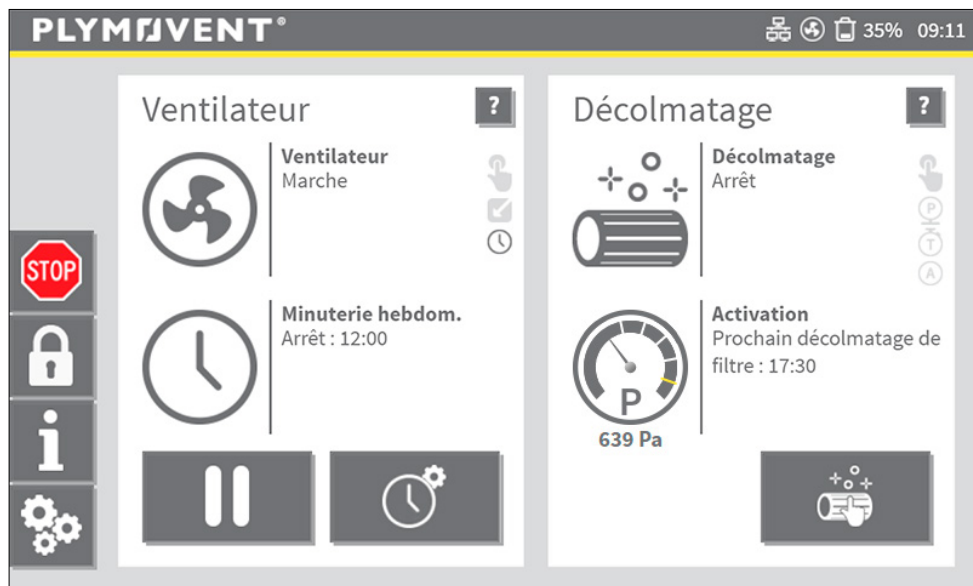 PLYMOVENT®
35% 09:11
Ventilateur
?
Ventilateur
Marche
Minuterie hebdom.
Arrêt : 12:00
Décolmatage
?
Décolmatage
Arrêt
P
T
A
Activation
Prochain décolmatage de
filtre : 17:30
P
639 Pa
STOP
i